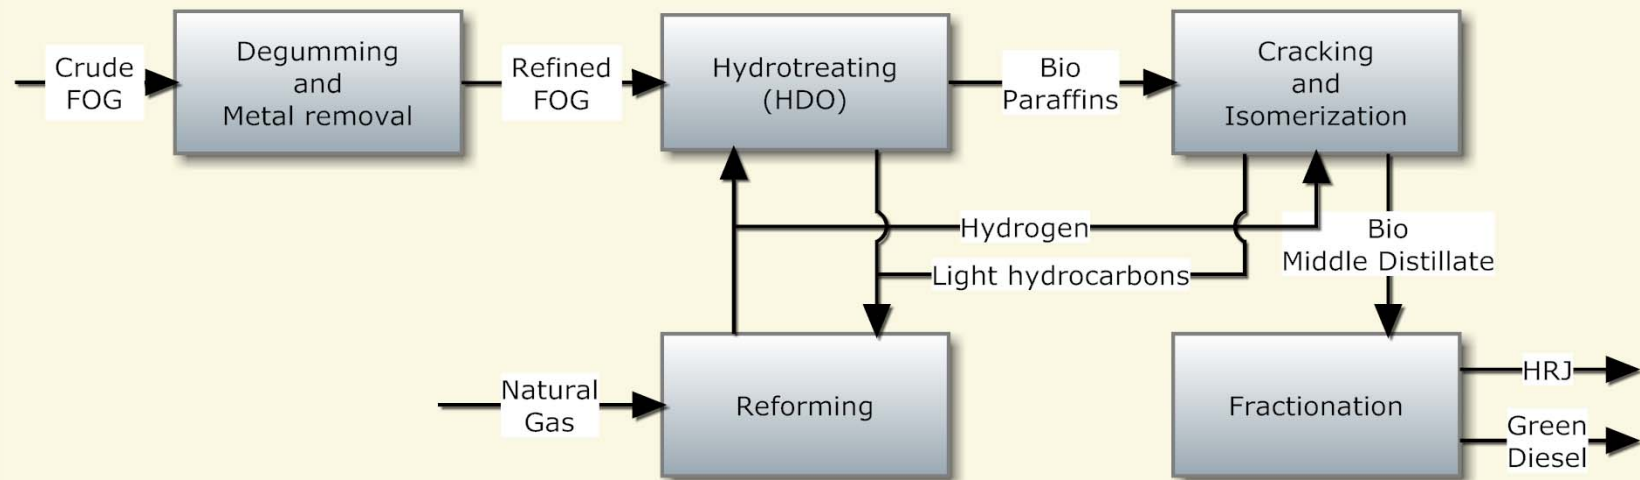 Crude
FOG
Degumming
and
Metal removal
Refined
FOG
Hydrotreating
(HDO)
Bio
Paraffins
Cracking
and
Isomerization
Hydrogen
Light hydrocarbons
Bio
Middle Distillate
Natural
Gas
Reforming
Fractionation
HRJ
Green
Diesel